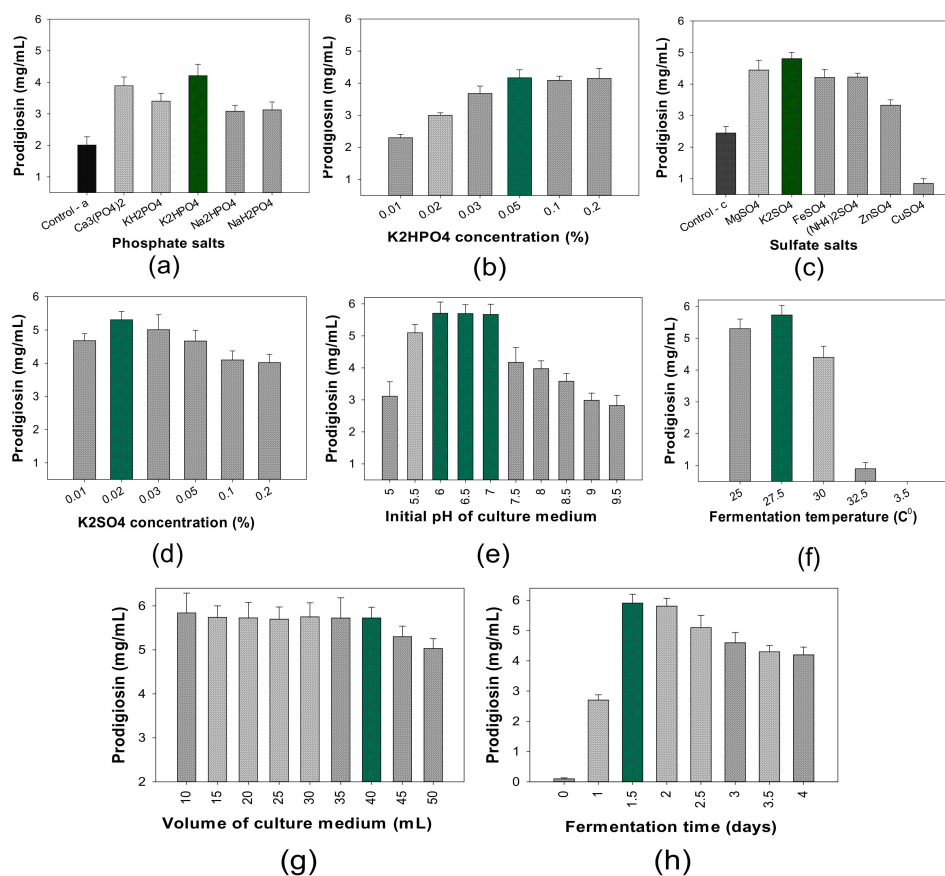 Prodigiosin (mg/mL)
6
5
4
3
2
1
Control - a
Ca3(PO4)2
KH2PO4
K2HPO4
Na2HPO4
NaH2PO4
Phosphate salts
(a)
Prodigiosin (mg/mL)
6
5
4
3
2
1
0.01
0.02
0.03
0.05
0.1
0.2
K2HPO4 concentration (%)
(b)
Prodigiosin (mg/mL)
6
5
4
3
2
1
Control - c
MgSO4
K2SO4
FeSO4
(NH4)2SO4
ZnSO4
CuSO4
Sulfate salts
(c)
Prodigiosin (mg/mL)
6
5
4
3
2
1
0.01
0.02
0.03
0.05
0.1
0.2
K2SO4 concentration (%)
(d)
Prodigiosin (mg/mL)
6
5
4
3
2
1
5
5.5
6
6.5
7
7.5
8
8.5
9
9.5
Initial pH of culture medium
(e)
Prodigiosin (mg/mL)
6
5
4
3
2
1
25
27.5
30
32.5
3.5
Fermentation temperature (C⁰)
(f)
Prodigiosin (mg/mL)
6
5
4
3
2
10
15
20
25
30
35
40
45
50
Volume of culture medium (mL)
(g)
Prodigiosin (mg/mL)
6
5
4
3
2
1
0
0
1
1.5
2
2.5
3
3.5
4
Fermentation time (days)
(h)